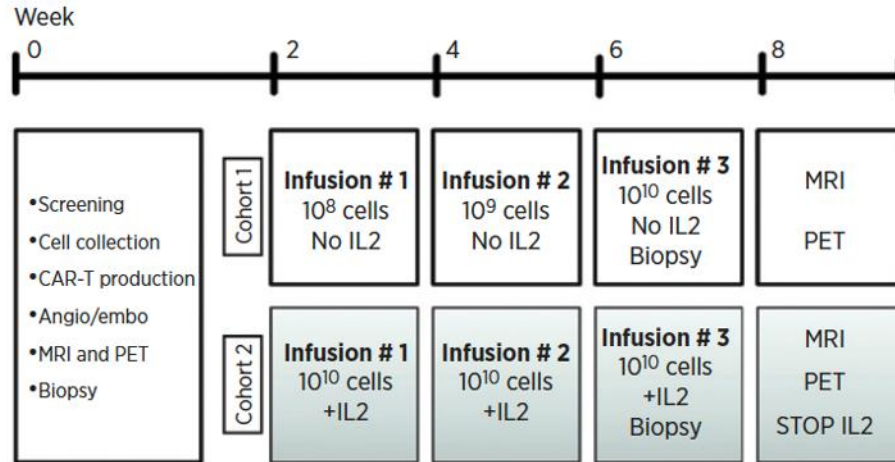 Week
0 2 4 6 8
•Screening
•Cell collection
•CAR-T production
•Angio/embo
•MRI and PET
•Biopsy
Cohort 1
Infusion # 1
10⁸ cells
No IL2
Infusion # 2
10⁹ cells
No IL2
Infusion # 3
10¹⁰ cells
No IL2
Biopsy
MRI
PET
Cohort 2
Infusion # 1
10¹⁰ cells
+IL2
Infusion # 2
10¹⁰ cells
+IL2
Infusion # 3
10¹⁰ cells
+IL2
Biopsy
MRI
PET
STOP IL2